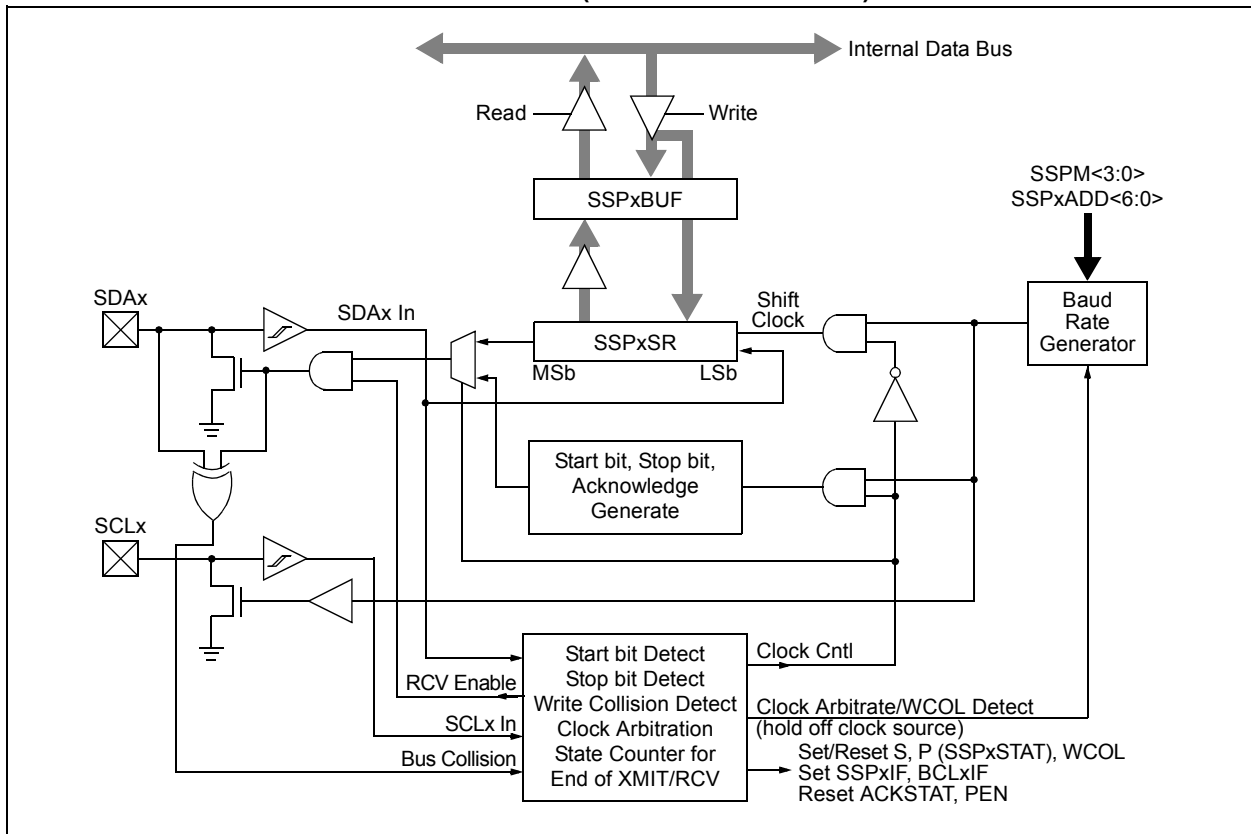 Internal Data Bus
Read
Write
SSPM<3:0>
SSPxADD<6:0>
SSPxBUF
SDAx
SDAx In
Shift
Clock
Baud
Rate
Generator
SSPxSR
MSb
LSb
Start bit, Stop bit,
Acknowledge
Generate
SCLx
Start bit Detect
Stop bit Detect
Write Collision Detect
Clock Arbitration
State Counter for
End of XMIT/RCV
RCV Enable
SCLx In
Bus Collision
Clock Cntl
Clock Arbitrate/WCOL Detect
(hold off clock source)
Set/Reset S, P (SSPxSTAT), WCOL
Set SSPxIF, BCLxIF
Reset ACKSTAT, PEN